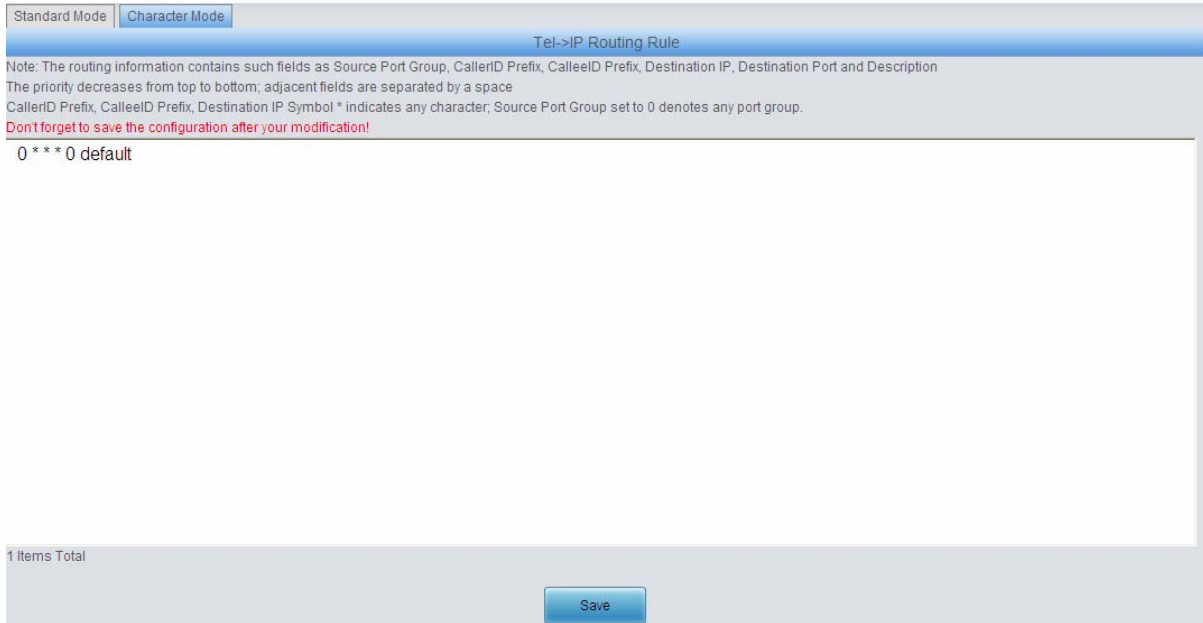 Standard Mode Character Mode
Tel->IP Routing Rule
Note: The routing information contains such fields as Source Port Group, CallerID Prefix, CalleeID Prefix, Destination IP, Destination Port and Description
The priority decreases from top to bottom; adjacent fields are separated by a space
CallerID Prefix, CalleeID Prefix, Destination IP Symbol * indicates any character; Source Port Group set to 0 denotes any port group.
Don't forget to save the configuration after your modification!
0 * * * 0 default
1 Items Total
Save